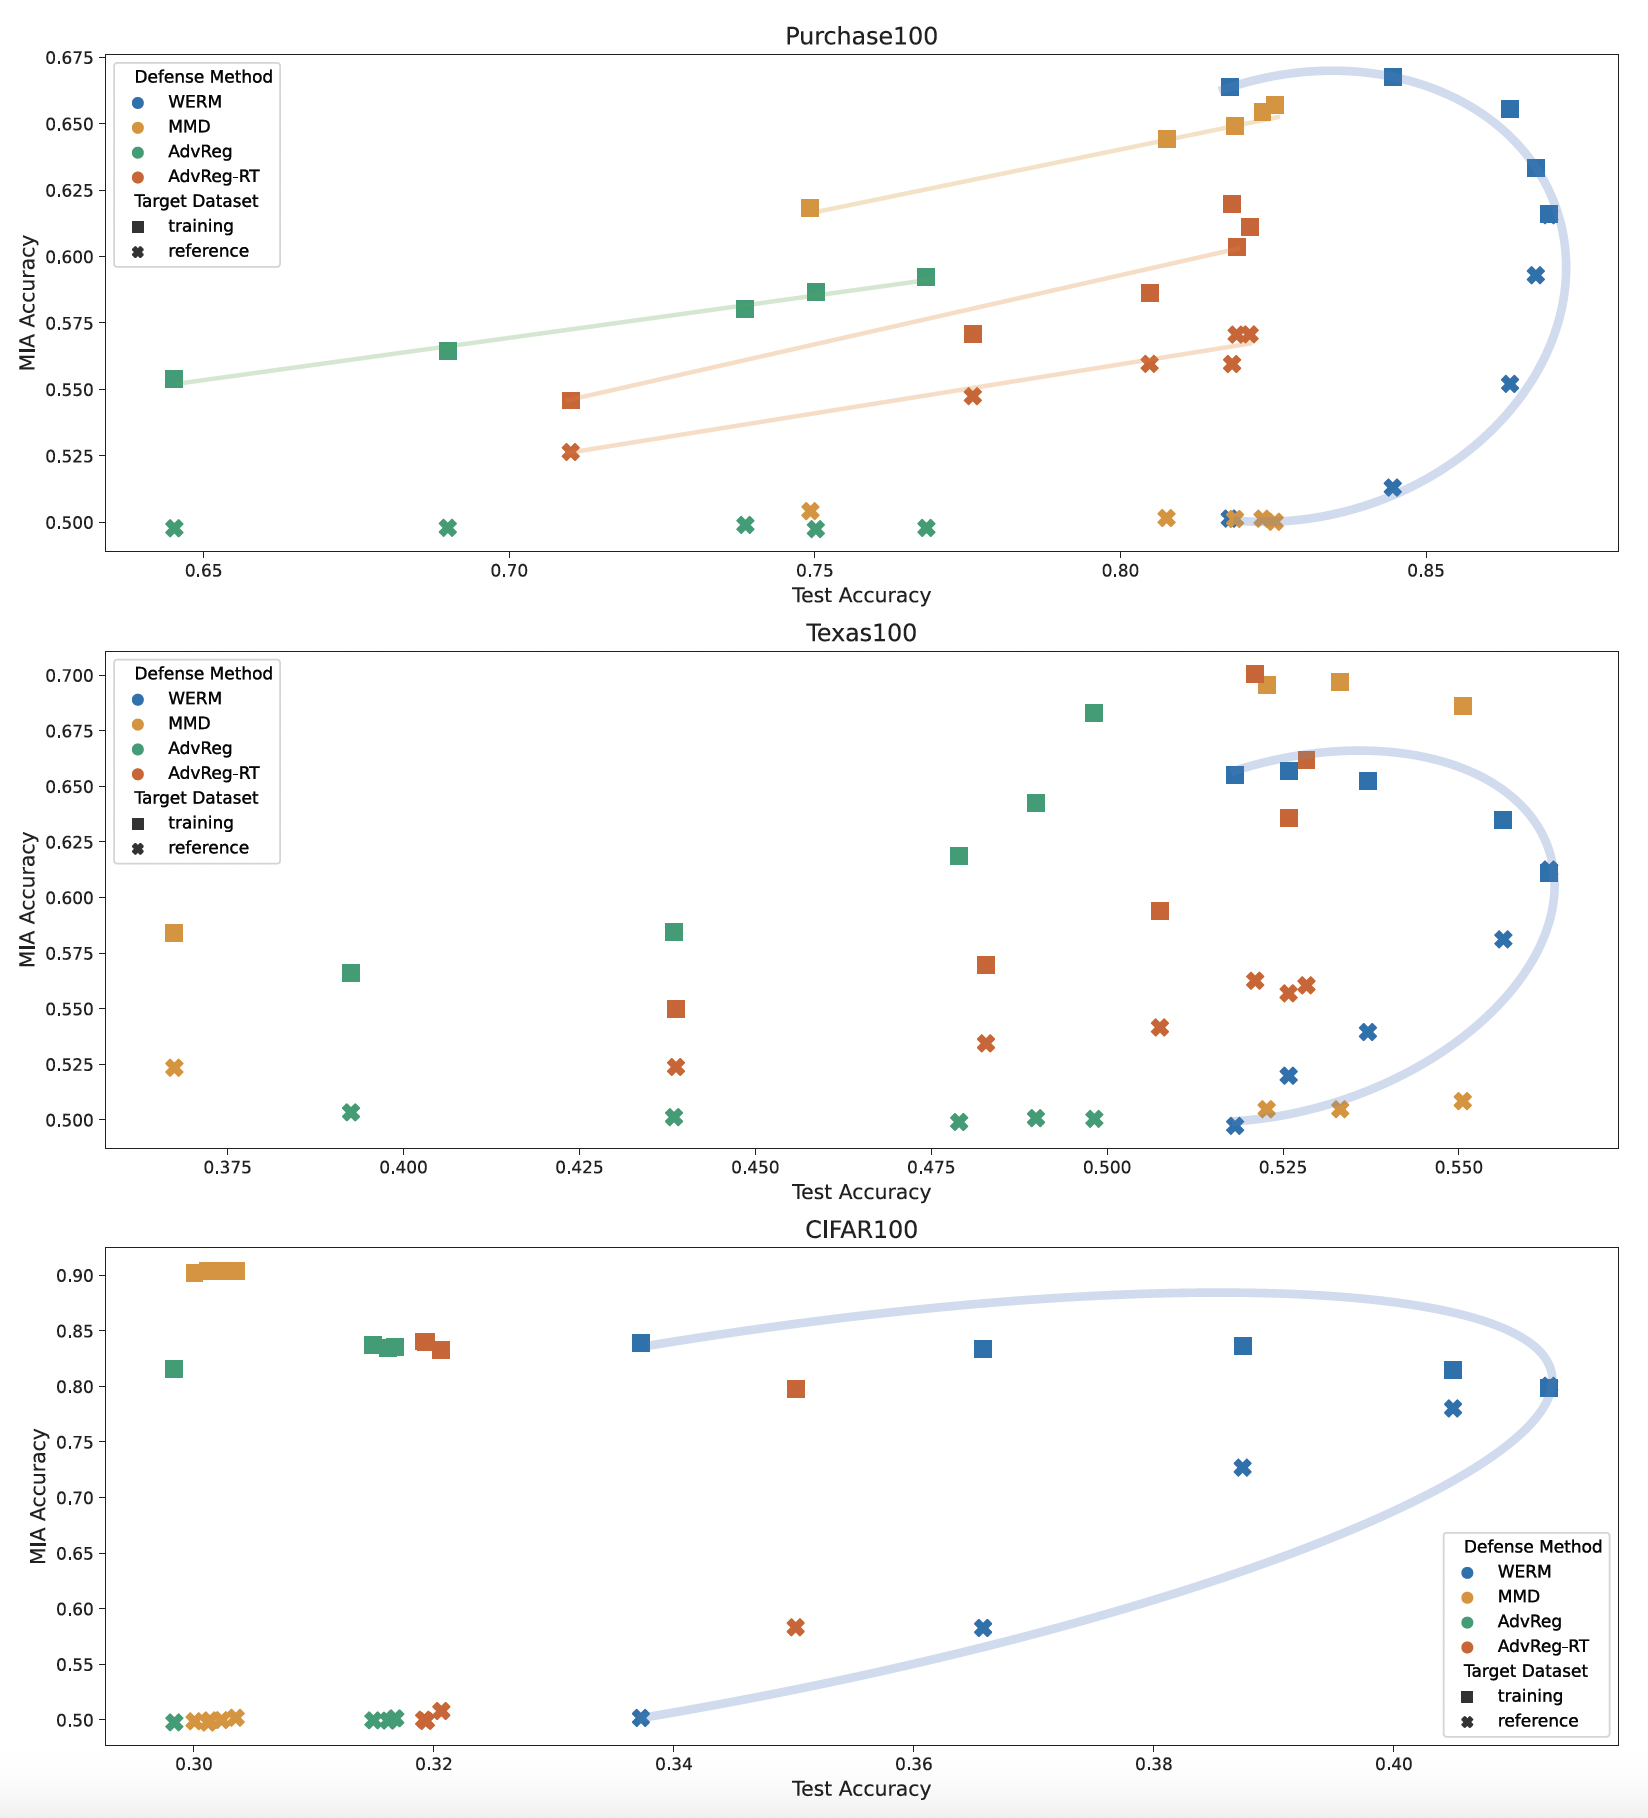 Purchase100
MIA Accuracy
0.675
0.650
0.625
0.600
0.575
0.550
0.525
0.500
Defense Method
WERM
MMD
AdvReg
AdvReg-RT
Target Dataset
training
reference
0.65 0.70 0.75 0.80 0.85
Test Accuracy
Texas100
MIA Accuracy
0.700
0.675
0.650
0.625
0.600
0.575
0.550
0.525
0.500
Defense Method
WERM
MMD
AdvReg
AdvReg-RT
Target Dataset
training
reference
0.375 0.400 0.425 0.450 0.475 0.500 0.525 0.550
Test Accuracy
CIFAR100
MIA Accuracy
0.90
0.85
0.80
0.75
0.70
0.65
0.60
0.55
0.50
Defense Method
WERM
MMD
AdvReg
AdvReg-RT
Target Dataset
training
reference
0.30 0.32 0.34 0.36 0.38 0.40
Test Accuracy